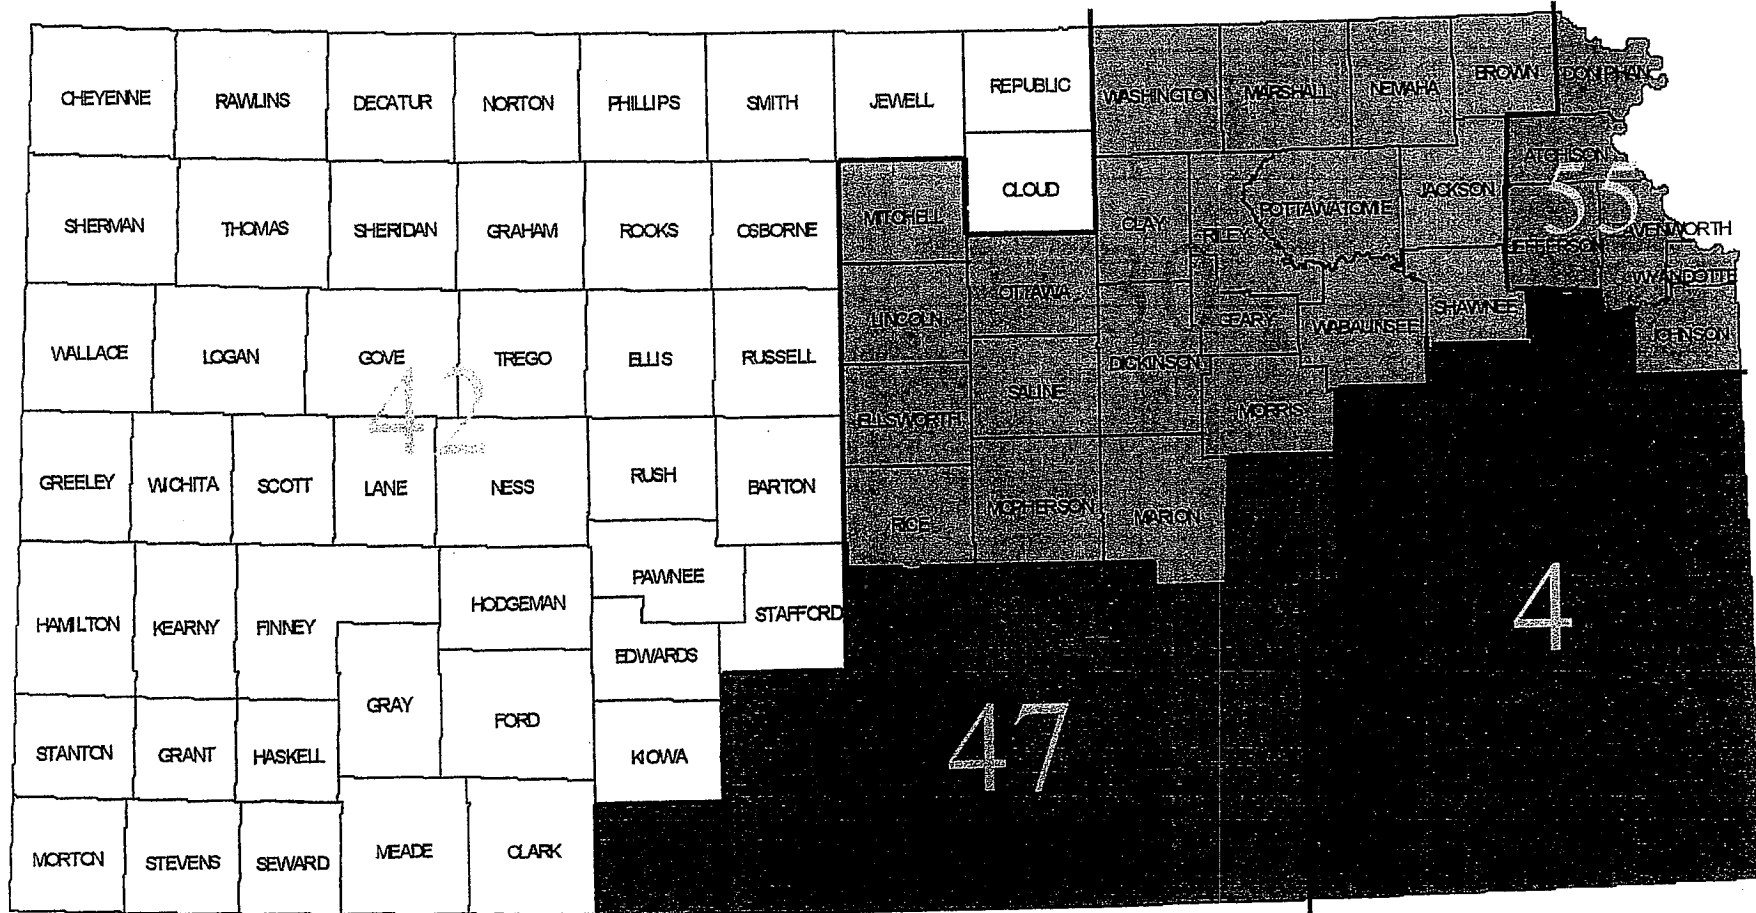 CHEYENNE
RAWLINS
DECATUR
NORTON
PHILLIPS
SMITH
JEWELL
REPUBLIC
WASHINGTON
MARSHALL
NEMAHA
BROWN
DONIPHAN
SHERMAN
THOMAS
SHERIDAN
GRAHAM
ROOKS
OSBORNE
MITCHELL
CLOUD
CLAY
RILEY
POTTAWATOMIE
JACKSON
ATCHISON
55
JEFFERSON
LEAVENWORTH
WYANDOTTE
WALLACE
LOGAN
GOVE
TREGO
ELLIS
RUSSELL
LINCOLN
OTTAWA
DICKINSON
GEARY
WABAUNSEE
SHAWNEE
JOHNSON
42
GREELEY
WICHITA
SCOTT
LANE
NESS
RUSH
BARTON
ELLSWORTH
SALINE
MORRIS
RICE
MCPHERSON
MARION
HAMILTON
KEARNY
FINNEY
HODGEMAN
PAWNEE
STAFFORD
EDWARDS
4
STANTON
GRANT
HASKELL
GRAY
FORD
KIOWA
47
MORTON
STEVENS
SEWARD
MEADE
CLARK